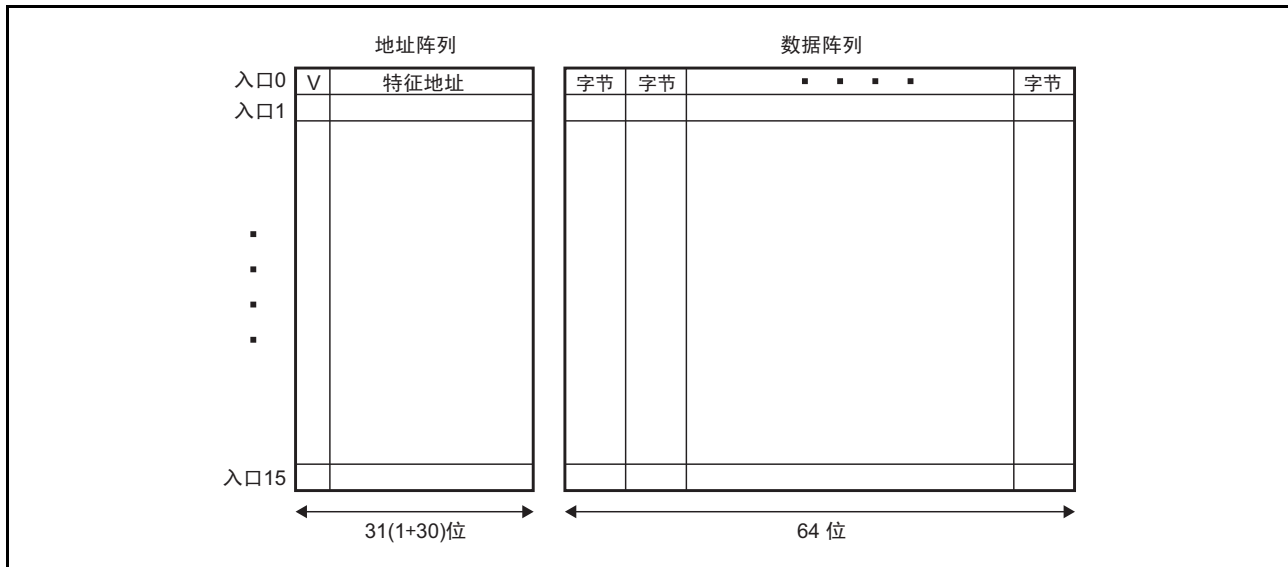 地址阵列 数据阵列
入口0 V 特征地址 字节 字节 ▪ ▪ ▪ ▪ 字节
入口1
▪
▪
▪
▪
入口15
31(1+30)位 64 位